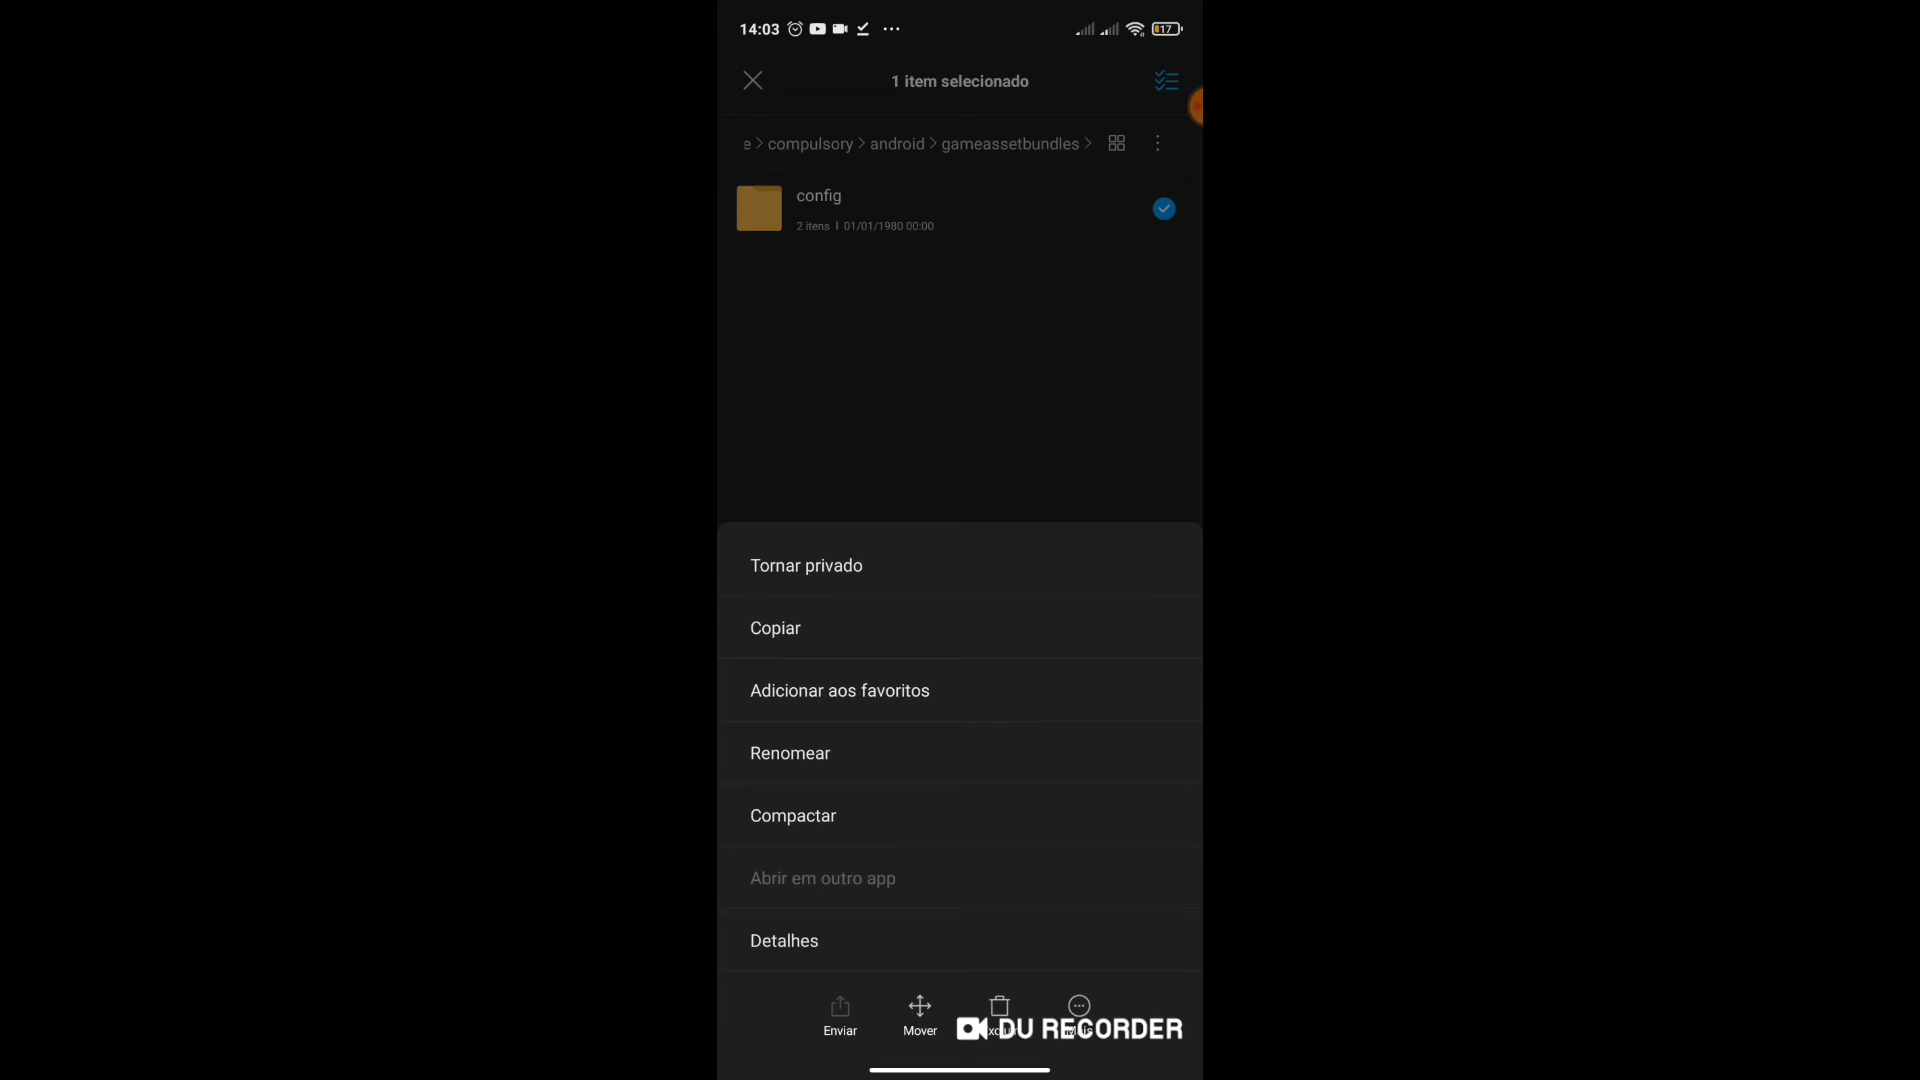 14:03 17
1 item selecionado
e > compulsory > android > gameassetbundles >
config
2 itens | 01/01/1980 00:00
Tornar privado
Copiar
Adicionar aos favoritos
Renomear
Compactar
Abrir em outro app
Detalhes
Enviar Mover
DU RECORDER